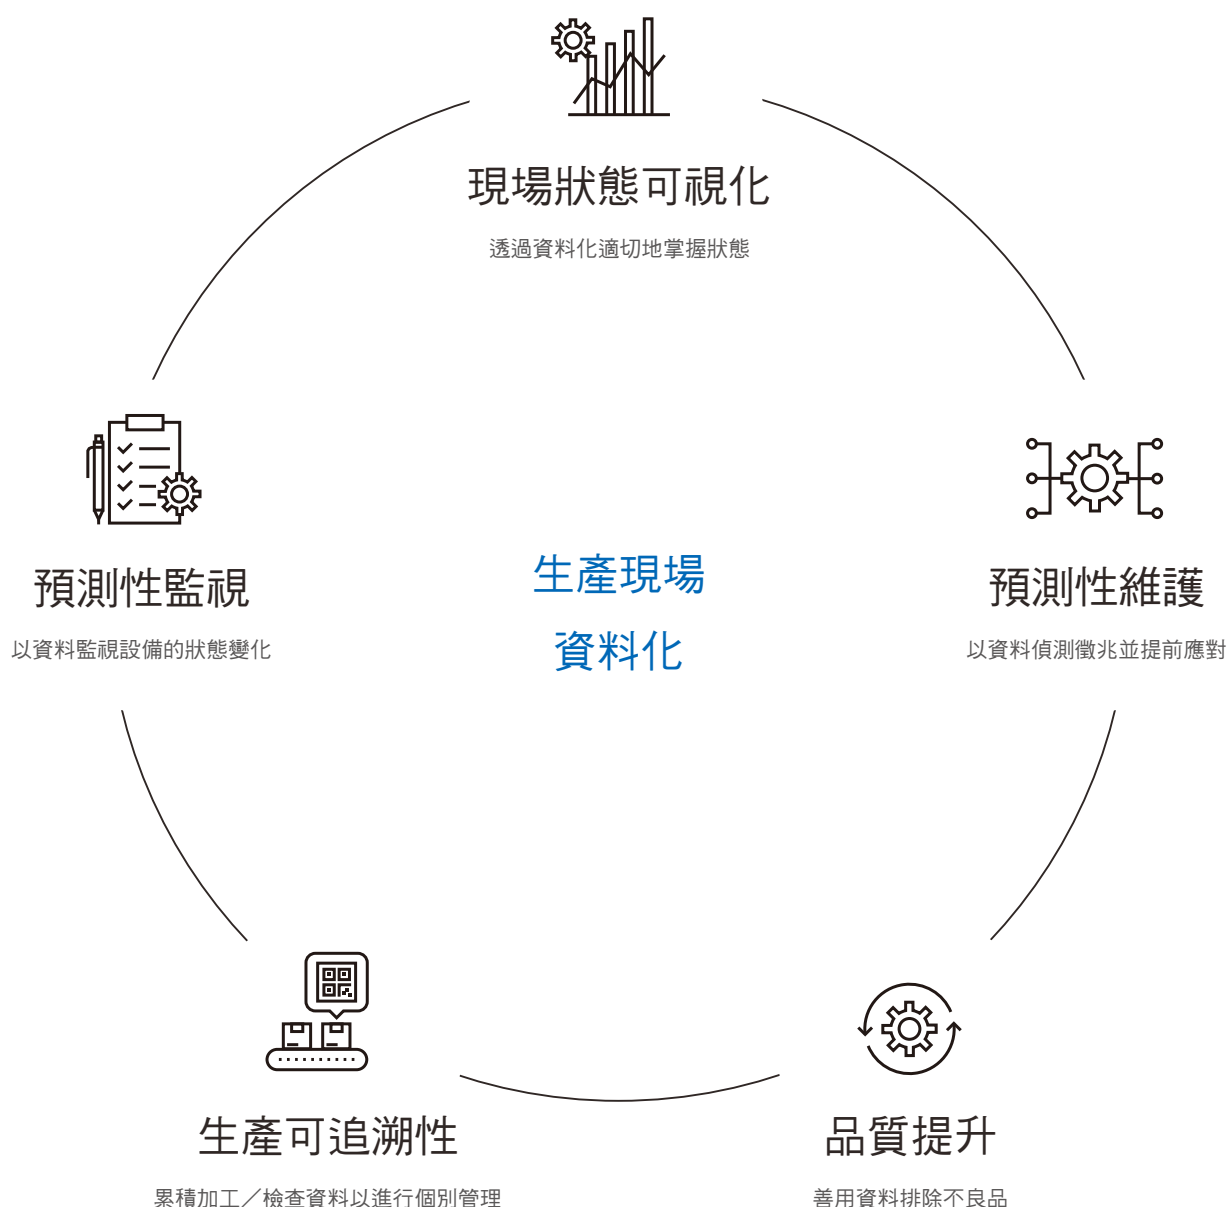 現場狀態可視化
透過資料化適切地掌握狀態
預測性監視
以資料監視設備的狀態變化
生產現場
資料化
預測性維護
以資料偵測徵兆並提前應對
生產可追溯性
累積加工／檢查資料以進行個別管理
品質提升
善用資料排除不良品